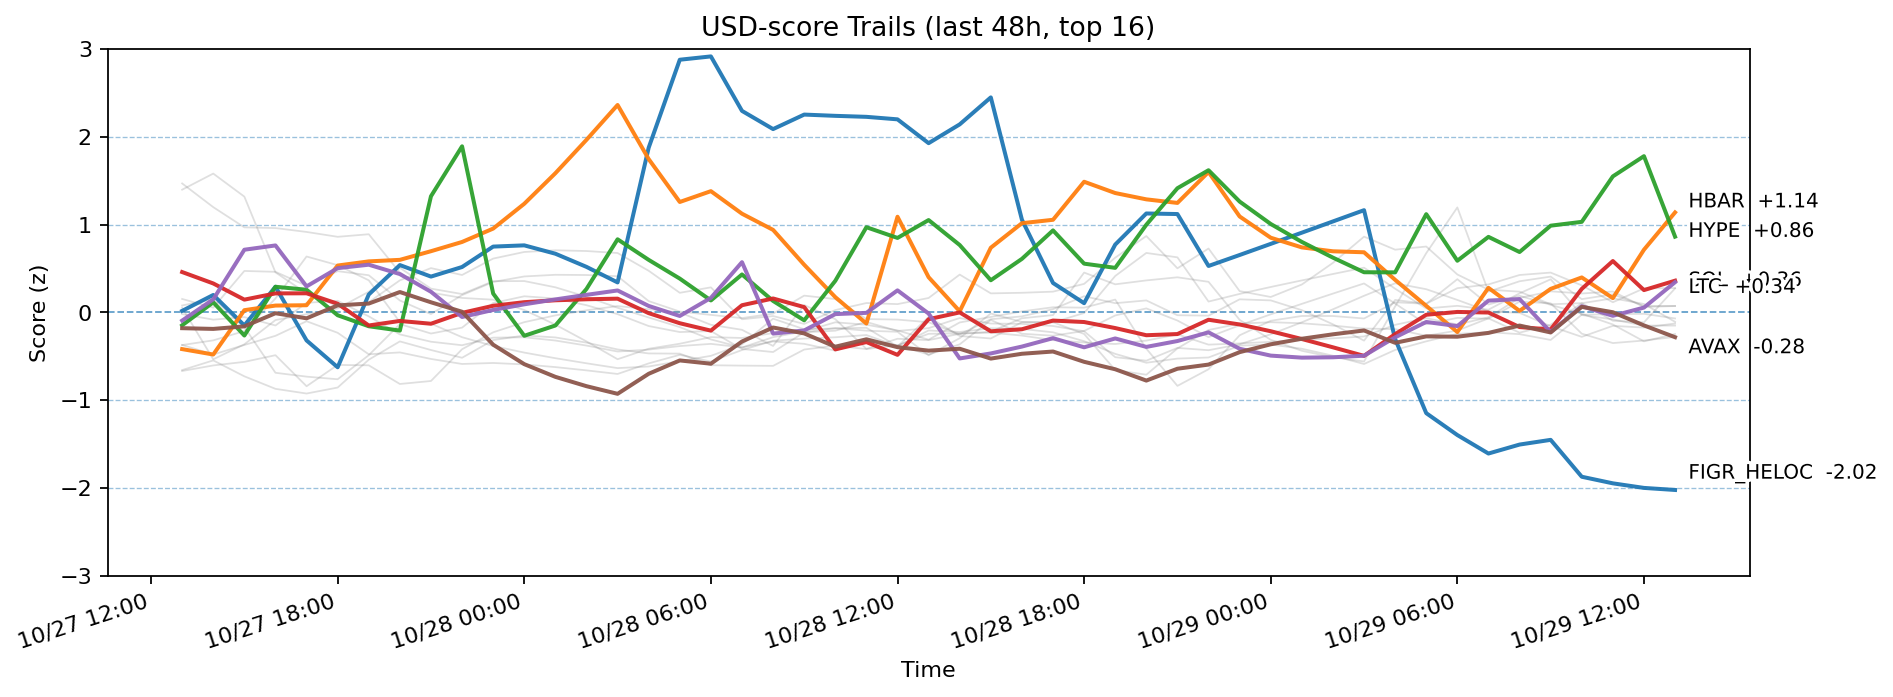 USD-score Trails (last 48h, top 16)
Score (z)
3
2
1
0
−1
−2
−3
HBAR +1.14
HYPE +0.86
LTC +0.34
AVAX -0.28
FIGR_HELOC -2.02
10/27 12:00
10/27 18:00
10/28 00:00
10/28 06:00
10/28 12:00
10/28 18:00
10/29 00:00
10/29 06:00
10/29 12:00
Time